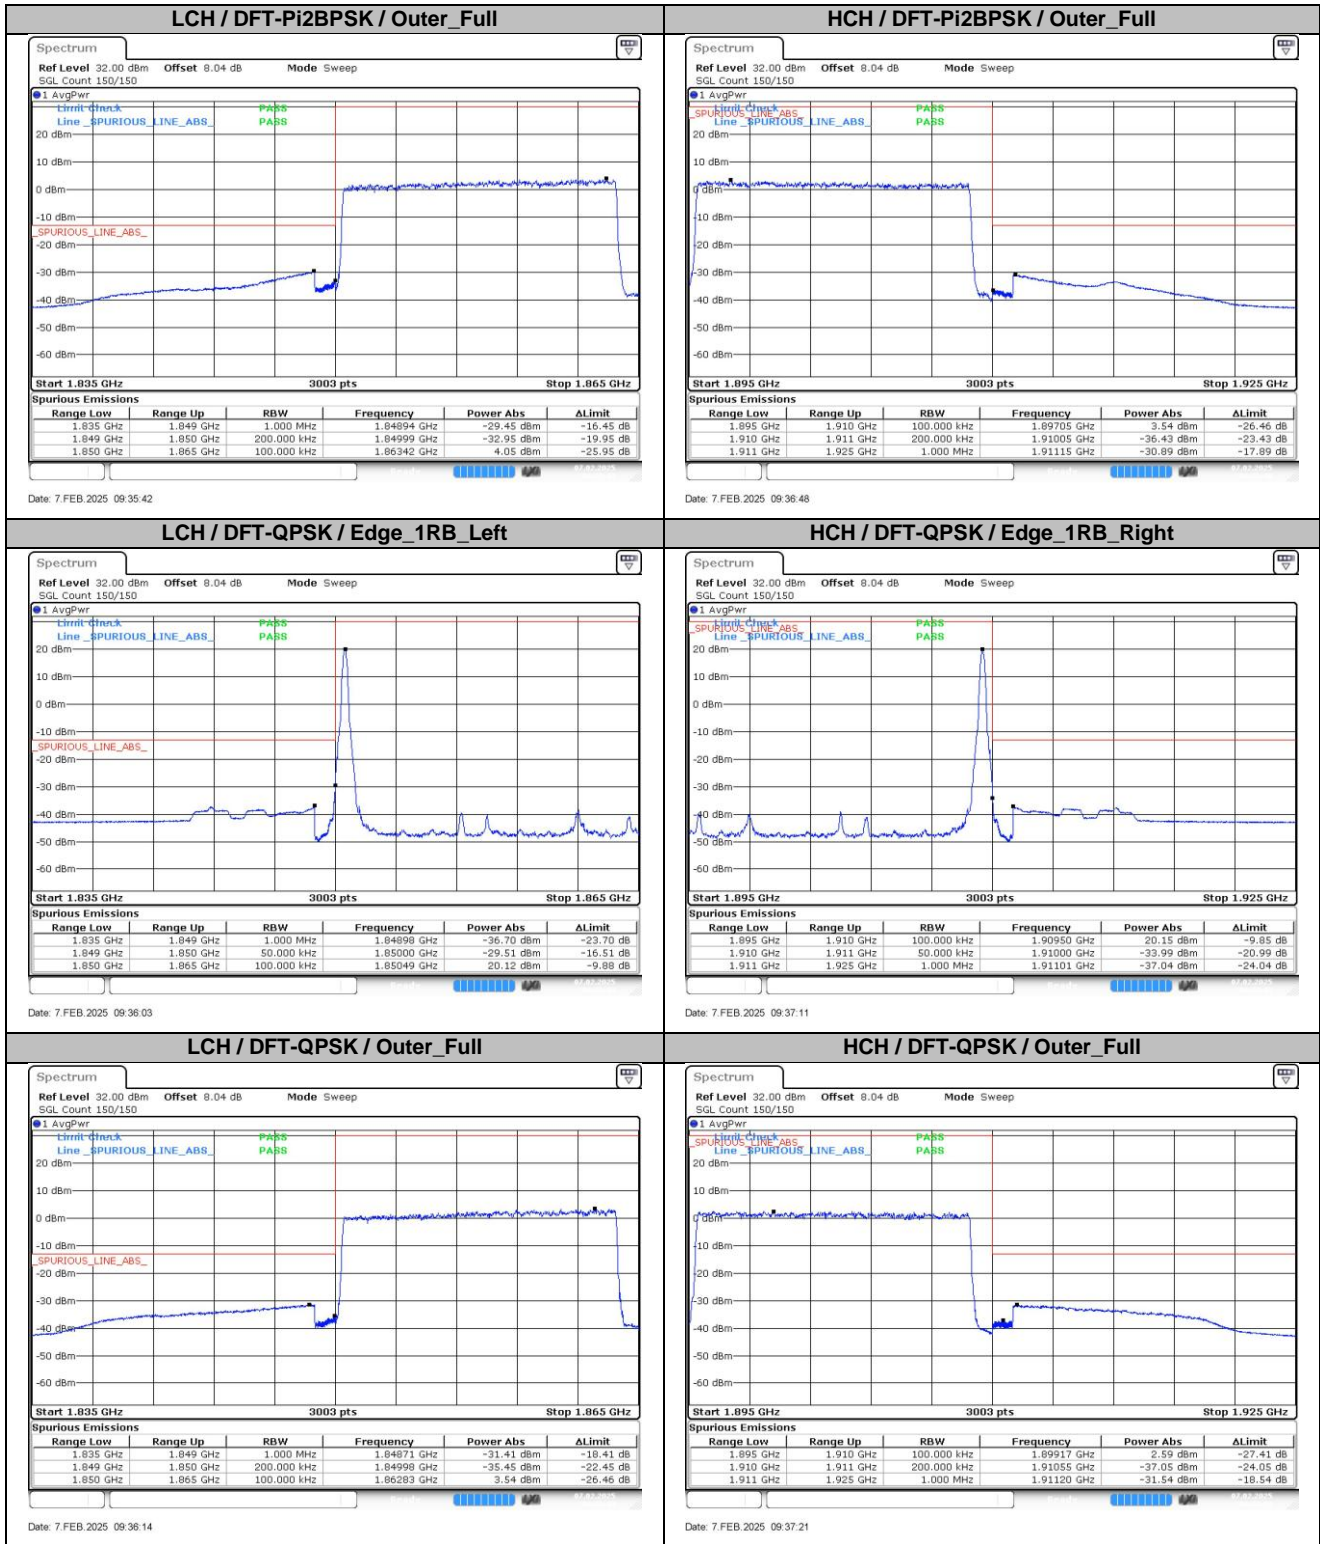 LCH / DFT-Pi2BPSK / Outer_Full
Spectrum
Ref Level 32.00 dBm Offset 8.04 dB Mode Sweep
SGL Count 150/150
1 AvgPwr
Limit Check PASS
Line _SPURIOUS_LINE_ABS_ PASS
20 dBm
10 dBm
0 dBm
-10 dBm
_SPURIOUS_LINE_ABS_
-20 dBm
-30 dBm
-40 dBm
-50 dBm
-60 dBm
Start 1.835 GHz 3003 pts Stop 1.865 GHz
Spurious Emissions
Range Low Range Up RBW Frequency Power Abs ΔLimit
1.835 GHz 1.849 GHz 1.000 MHz 1.84894 GHz -29.45 dBm -16.45 dB
1.849 GHz 1.850 GHz 200.000 kHz 1.84999 GHz -32.95 dBm -19.95 dB
1.850 GHz 1.865 GHz 100.000 kHz 1.86342 GHz 4.05 dBm -25.95 dB
Date: 7.FEB.2025 09:35:42
HCH / DFT-Pi2BPSK / Outer_Full
Spectrum
Ref Level 32.00 dBm Offset 8.04 dB Mode Sweep
SGL Count 150/150
1 AvgPwr
Limit Check PASS
_SPURIOUS_LINE_ABS_
Line _SPURIOUS_LINE_ABS_ PASS
20 dBm
10 dBm
0 dBm
-10 dBm
-20 dBm
-30 dBm
-40 dBm
-50 dBm
-60 dBm
Start 1.895 GHz 3003 pts Stop 1.925 GHz
Spurious Emissions
Range Low Range Up RBW Frequency Power Abs ΔLimit
1.895 GHz 1.910 GHz 100.000 kHz 1.89705 GHz 3.54 dBm -26.46 dB
1.910 GHz 1.911 GHz 200.000 kHz 1.91005 GHz -36.43 dBm -23.43 dB
1.911 GHz 1.925 GHz 1.000 MHz 1.91115 GHz -30.89 dBm -17.89 dB
Date: 7.FEB.2025 09:36:48
LCH / DFT-QPSK / Edge_1RB_Left
Spectrum
Ref Level 32.00 dBm Offset 8.04 dB Mode Sweep
SGL Count 150/150
1 AvgPwr
Limit Check PASS
Line _SPURIOUS_LINE_ABS_ PASS
20 dBm
10 dBm
0 dBm
-10 dBm
_SPURIOUS_LINE_ABS_
-20 dBm
-30 dBm
-40 dBm
-50 dBm
-60 dBm
Start 1.835 GHz 3003 pts Stop 1.865 GHz
Spurious Emissions
Range Low Range Up RBW Frequency Power Abs ΔLimit
1.835 GHz 1.849 GHz 1.000 MHz 1.84898 GHz -36.70 dBm -23.70 dB
1.849 GHz 1.850 GHz 50.000 kHz 1.85000 GHz -29.51 dBm -16.51 dB
1.850 GHz 1.865 GHz 100.000 kHz 1.85049 GHz 20.12 dBm -9.88 dB
Date: 7.FEB.2025 09:36:03
HCH / DFT-QPSK / Edge_1RB_Right
Spectrum
Ref Level 32.00 dBm Offset 8.04 dB Mode Sweep
SGL Count 150/150
1 AvgPwr
Limit Check PASS
_SPURIOUS_LINE_ABS_
Line _SPURIOUS_LINE_ABS_ PASS
20 dBm
10 dBm
0 dBm
-10 dBm
-20 dBm
-30 dBm
-40 dBm
-50 dBm
-60 dBm
Start 1.895 GHz 3003 pts Stop 1.925 GHz
Spurious Emissions
Range Low Range Up RBW Frequency Power Abs ΔLimit
1.895 GHz 1.910 GHz 100.000 kHz 1.90950 GHz 20.15 dBm -9.85 dB
1.910 GHz 1.911 GHz 50.000 kHz 1.91000 GHz -33.99 dBm -20.99 dB
1.911 GHz 1.925 GHz 1.000 MHz 1.91101 GHz -37.04 dBm -24.04 dB
Date: 7.FEB.2025 09:37:11
LCH / DFT-QPSK / Outer_Full
Spectrum
Ref Level 32.00 dBm Offset 8.04 dB Mode Sweep
SGL Count 150/150
1 AvgPwr
Limit Check PASS
Line _SPURIOUS_LINE_ABS_ PASS
20 dBm
10 dBm
0 dBm
-10 dBm
_SPURIOUS_LINE_ABS_
-20 dBm
-30 dBm
-40 dBm
-50 dBm
-60 dBm
Start 1.835 GHz 3003 pts Stop 1.865 GHz
Spurious Emissions
Range Low Range Up RBW Frequency Power Abs ΔLimit
1.835 GHz 1.849 GHz 1.000 MHz 1.84871 GHz -31.41 dBm -18.41 dB
1.849 GHz 1.850 GHz 200.000 kHz 1.84998 GHz -35.45 dBm -22.45 dB
1.850 GHz 1.865 GHz 100.000 kHz 1.86283 GHz 3.54 dBm -26.46 dB
Date: 7.FEB.2025 09:36:14
HCH / DFT-QPSK / Outer_Full
Spectrum
Ref Level 32.00 dBm Offset 8.04 dB Mode Sweep
SGL Count 150/150
1 AvgPwr
Limit Check PASS
_SPURIOUS_LINE_ABS_
Line _SPURIOUS_LINE_ABS_ PASS
20 dBm
10 dBm
0 dBm
-10 dBm
-20 dBm
-30 dBm
-40 dBm
-50 dBm
-60 dBm
Start 1.895 GHz 3003 pts Stop 1.925 GHz
Spurious Emissions
Range Low Range Up RBW Frequency Power Abs ΔLimit
1.895 GHz 1.910 GHz 100.000 kHz 1.89917 GHz 2.59 dBm -27.41 dB
1.910 GHz 1.911 GHz 200.000 kHz 1.91055 GHz -37.05 dBm -24.05 dB
1.911 GHz 1.925 GHz 1.000 MHz 1.91120 GHz -31.54 dBm -18.54 dB
Date: 7.FEB.2025 09:37:21